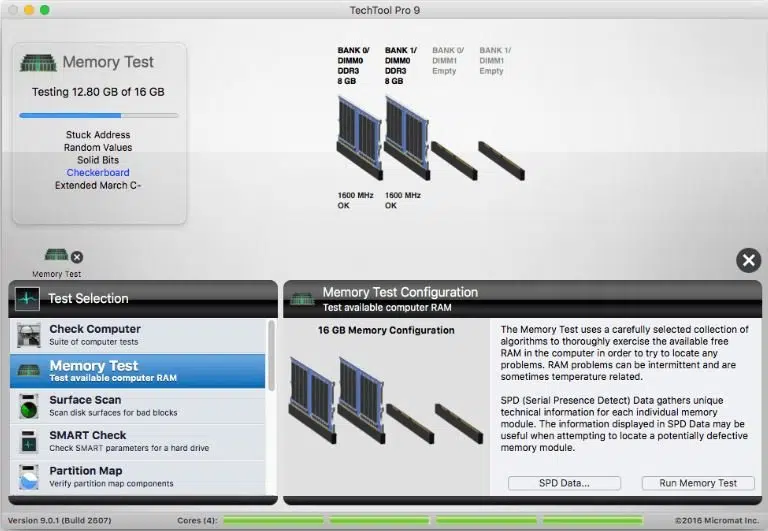 TechTool Pro 9
Memory Test
Testing 12.80 GB of 16 GB
Stuck Address
Random Values
Solid Bits
Checkerboard
Extended March C-
BANK 0/ BANK 1/ BANK 0/ BANK 1/
DIMM0 DIMM0 DIMM1 DIMM1
DDR3 DDR3 Empty Empty
8 GB 8 GB
1600 MHz 1600 MHz
OK OK
Memory Test
Test Selection
Check Computer
Suite of computer tests
Memory Test
Test available computer RAM
Surface Scan
Scan disk surfaces for bad blocks
SMART Check
Check SMART parameters for a hard drive
Partition Map
Verify partition map components
Memory Test Configuration
Test available computer RAM
16 GB Memory Configuration
The Memory Test uses a carefully selected collection of
algorithms to thoroughly exercise the available free
RAM in the computer in order to try to locate any
problems. RAM problems can be intermittent and are
sometimes temperature related.
SPD (Serial Presence Detect) Data gathers unique
technical information for each individual memory
module. The information displayed in SPD Data may be
useful when attempting to locate a potentially defective
memory module.
SPD Data... Run Memory Test
Version 9.0.1 (Build 2607) Cores (4): ©2016 Micromat Inc.